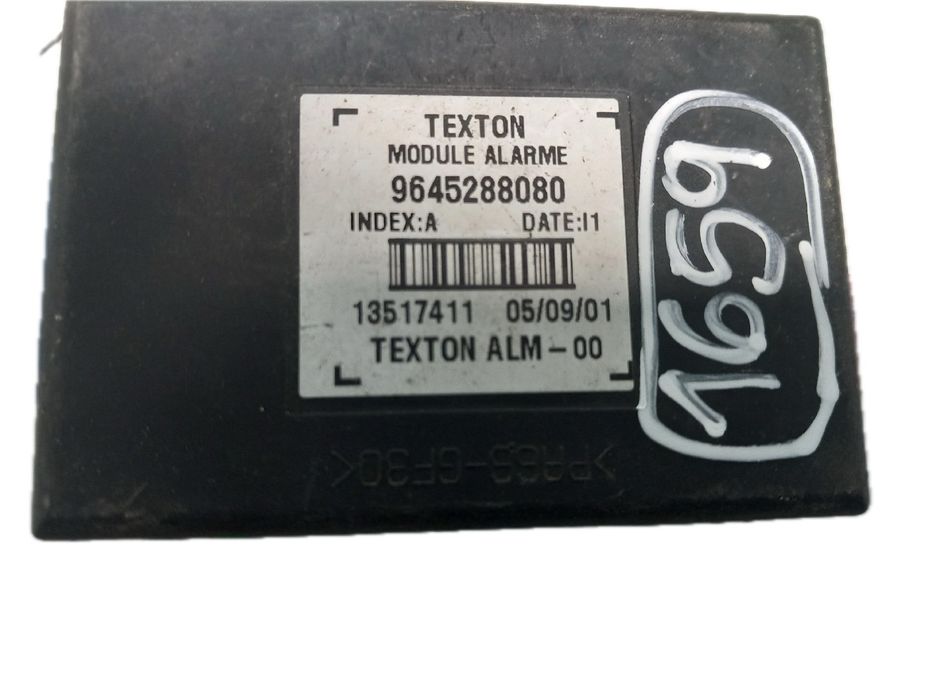 TEXTON
MODULE ALARME
9645288080
INDEX:A DATE:I1
13517411 05/09/01
TEXTON ALM-00
1659
>PA66-GF30<